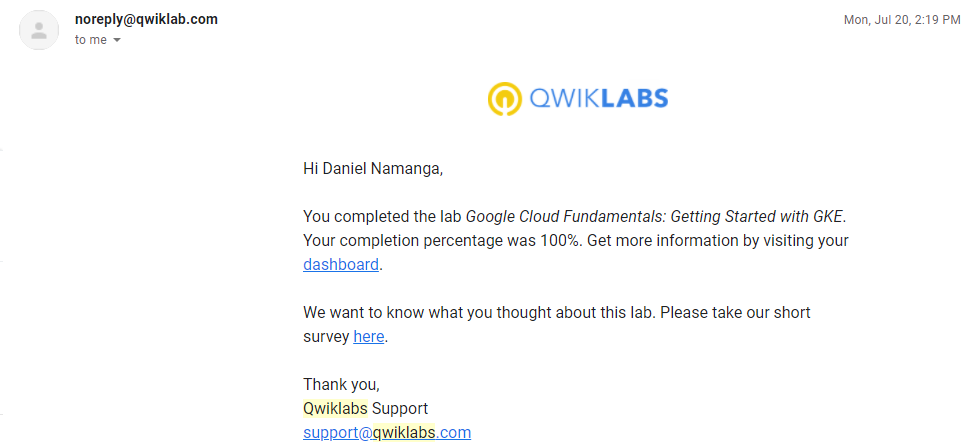 noreply@qwiklab.com
Mon, Jul 20, 2:19 PM
to me
QWIKLABS
Hi Daniel Namanga,
You completed the lab Google Cloud Fundamentals: Getting Started with GKE.
Your completion percentage was 100%. Get more information by visiting your
dashboard.
We want to know what you thought about this lab. Please take our short
survey here.
Thank you,
Qwiklabs Support
support@qwiklabs.com